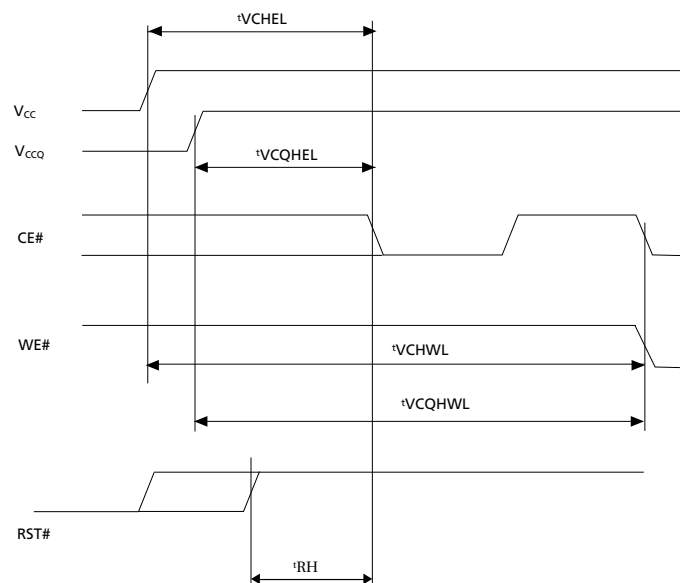 tVCHEL
VCC
VCCQ
tVCQHEL
CE#
WE#
tVCHWL
tVCQHWL
RST#
tRH